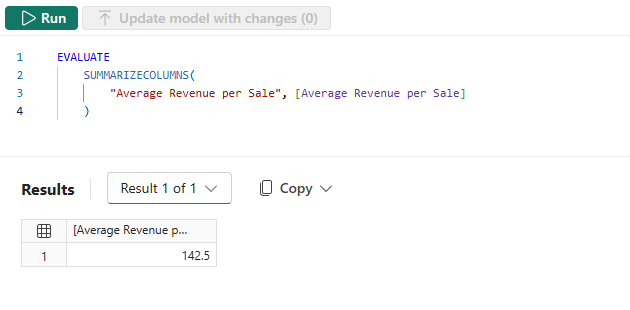 Run Update model with changes (0)
1 EVALUATE
2 SUMMARIZECOLUMNS(
3 "Average Revenue per Sale", [Average Revenue per Sale]
4 )
Results Result 1 of 1 Copy
[Average Revenue p...
1 142.5